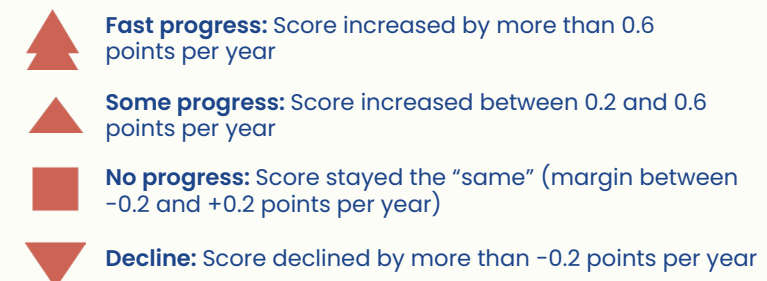 Fast progress: Score increased by more than 0.6
points per year
Some progress: Score increased between 0.2 and 0.6
points per year
No progress: Score stayed the “same” (margin between
−0.2 and +0.2 points per year)
Decline: Score declined by more than −0.2 points per year